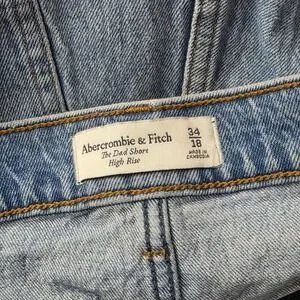 Abercrombie & Fitch
The Dad Short
High Rise
34
18
MADE IN
CAMBODIA